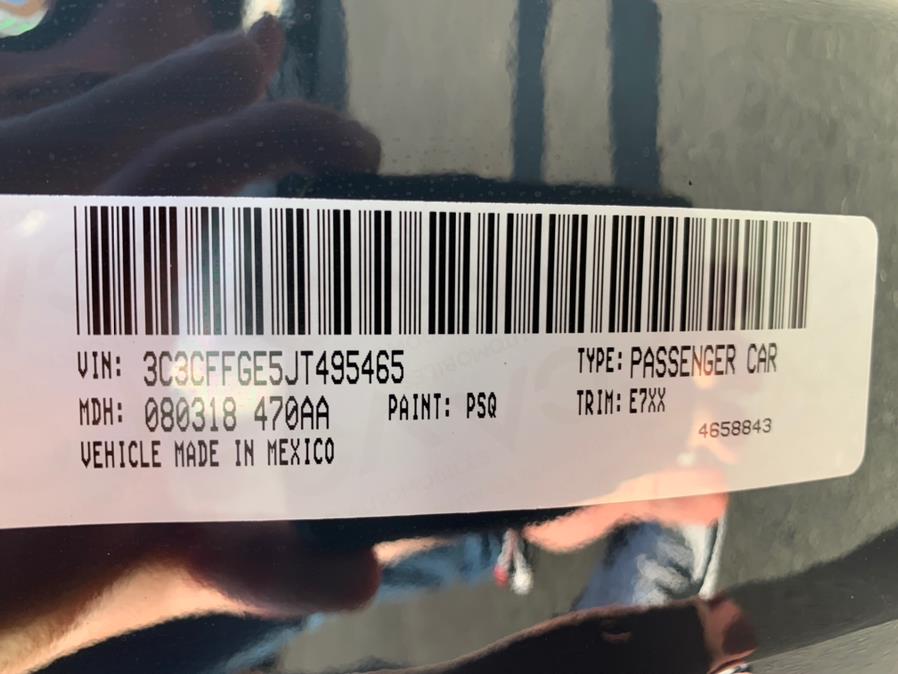 VIN: 3C3CFFGE5JT495465 TYPE: PASSENGER CAR
MDH: 080318 470AA PAINT: PSQ TRIM: E7XX
4658843
VEHICLE MADE IN MEXICO